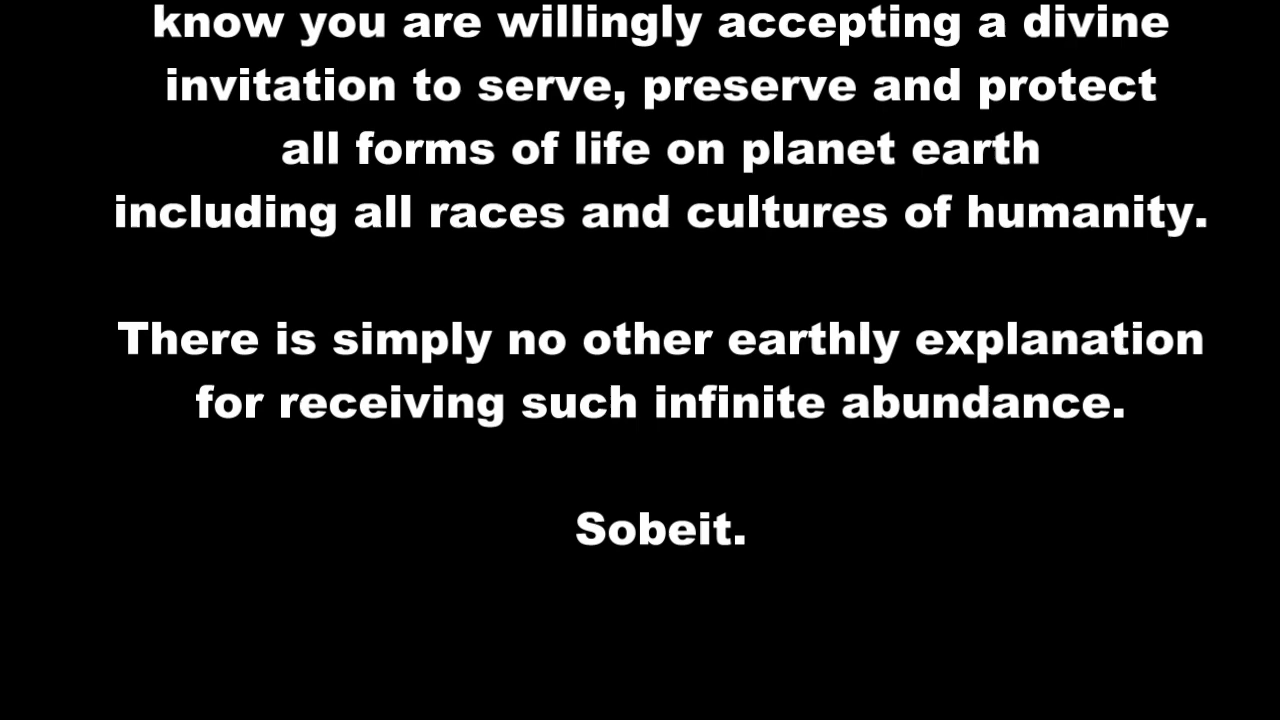 know you are willingly accepting a divine
invitation to serve, preserve and protect
all forms of life on planet earth
including all races and cultures of humanity.
There is simply no other earthly explanation
for receiving such infinite abundance.
Sobeit.